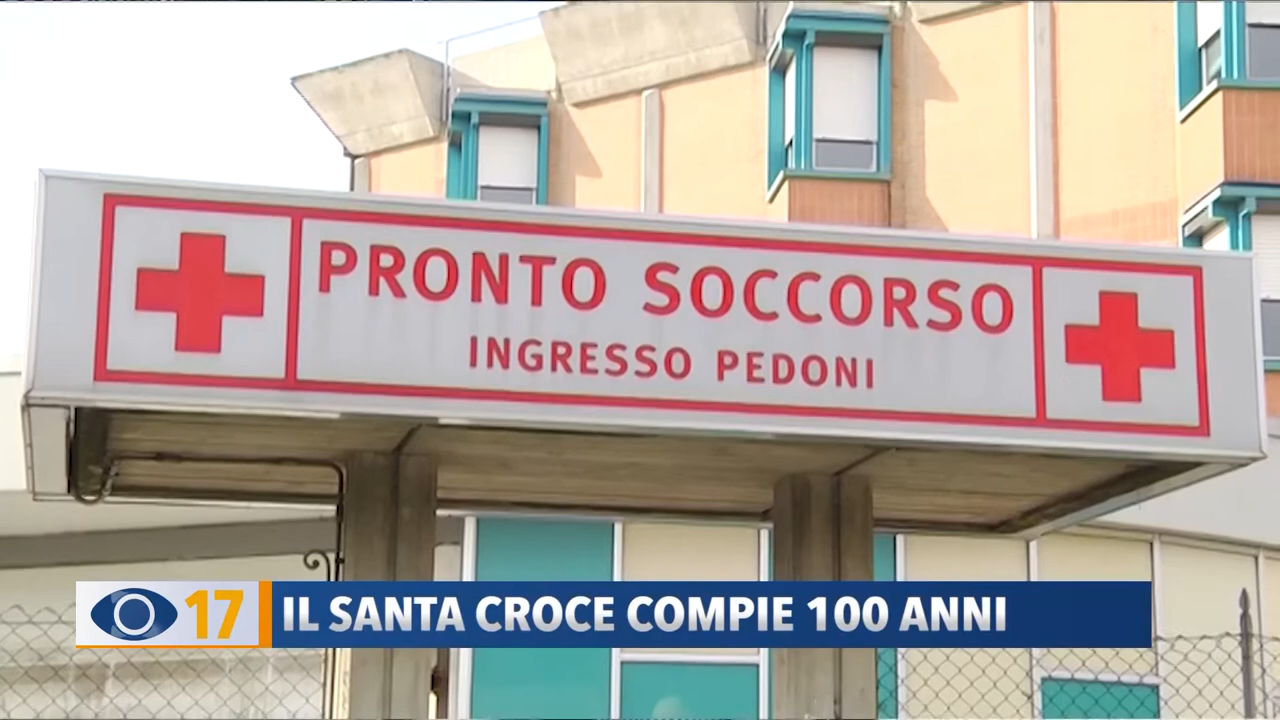 PRONTO SOCCORSO
INGRESSO PEDONI
17
IL SANTA CROCE COMPIE 100 ANNI